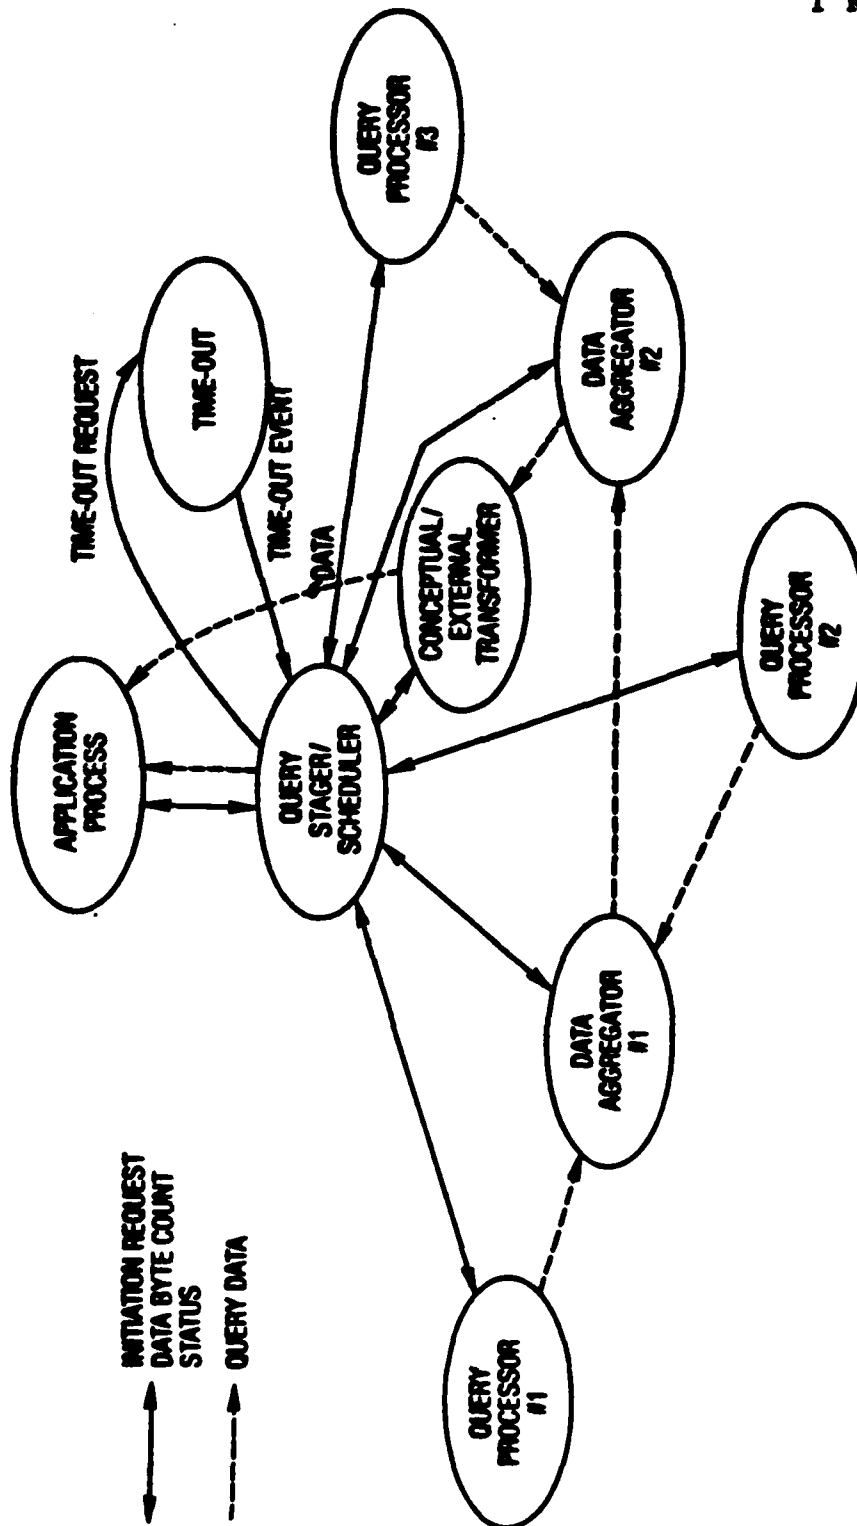 INITIATION REQUEST
DATA BYTE COUNT
STATUS
QUERY DATA
APPLICATION
PROCESS
TIME-OUT REQUEST
TIME-OUT
TIME-OUT EVENT
DATA
QUERY
STAGER/
SCHEDULER
QUERY
PROCESSOR
#3
CONCEPTUAL/
EXTERNAL
TRANSFORMER
QUERY
PROCESSOR
#1
DATA
AGGREGATOR
#1
DATA
AGGREGATOR
#2
QUERY
PROCESSOR
#2